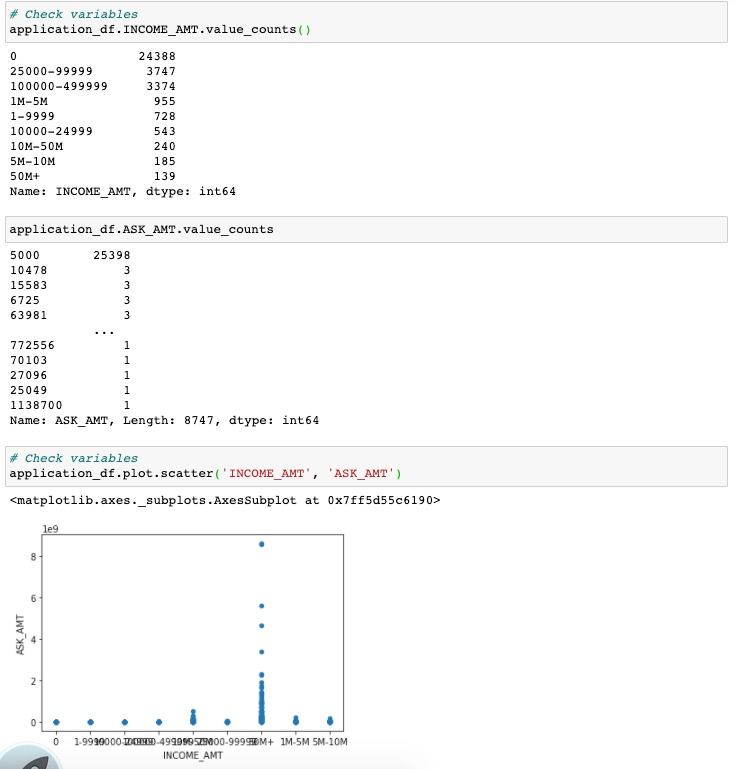 # Check variables
application_df.INCOME_AMT.value_counts()
0 24388
25000-99999 3747
100000-499999 3374
1M-5M 955
1-9999 728
10000-24999 543
10M-50M 240
5M-10M 185
50M+ 139
Name: INCOME_AMT, dtype: int64
application_df.ASK_AMT.value_counts
5000 25398
10478 3
15583 3
6725 3
63981 3
...
772556 1
70103 1
27096 1
25049 1
1138700 1
Name: ASK_AMT, Length: 8747, dtype: int64
# Check variables
application_df.plot.scatter('INCOME_AMT', 'ASK_AMT')
<matplotlib.axes._subplots.AxesSubplot at 0x7ff5d55c6190>
1e9
8
6
4
2
0
ASK_AMT
0 1M-5M 5M-10M
INCOME_AMT